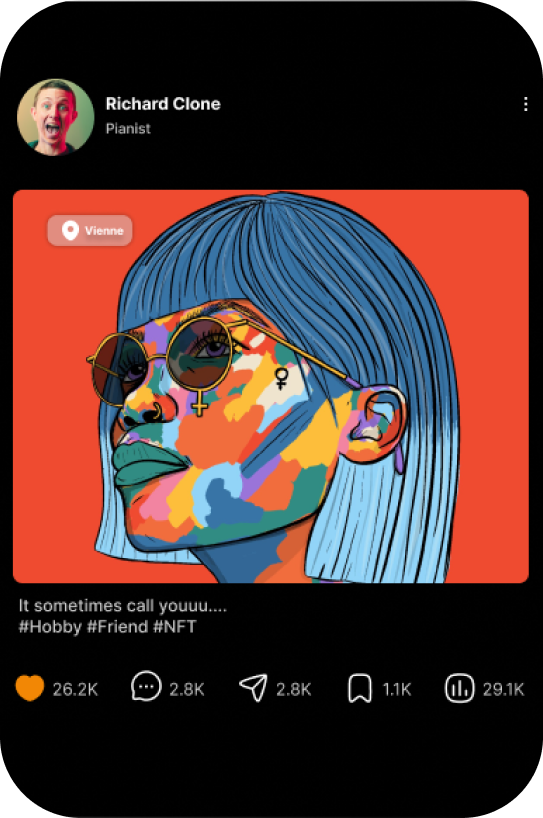 Richard Clone
Pianist
Vienne
It sometimes call youuu....
#Hobby #Friend #NFT
26.2K 2.8K 2.8K 1.1K 29.1K